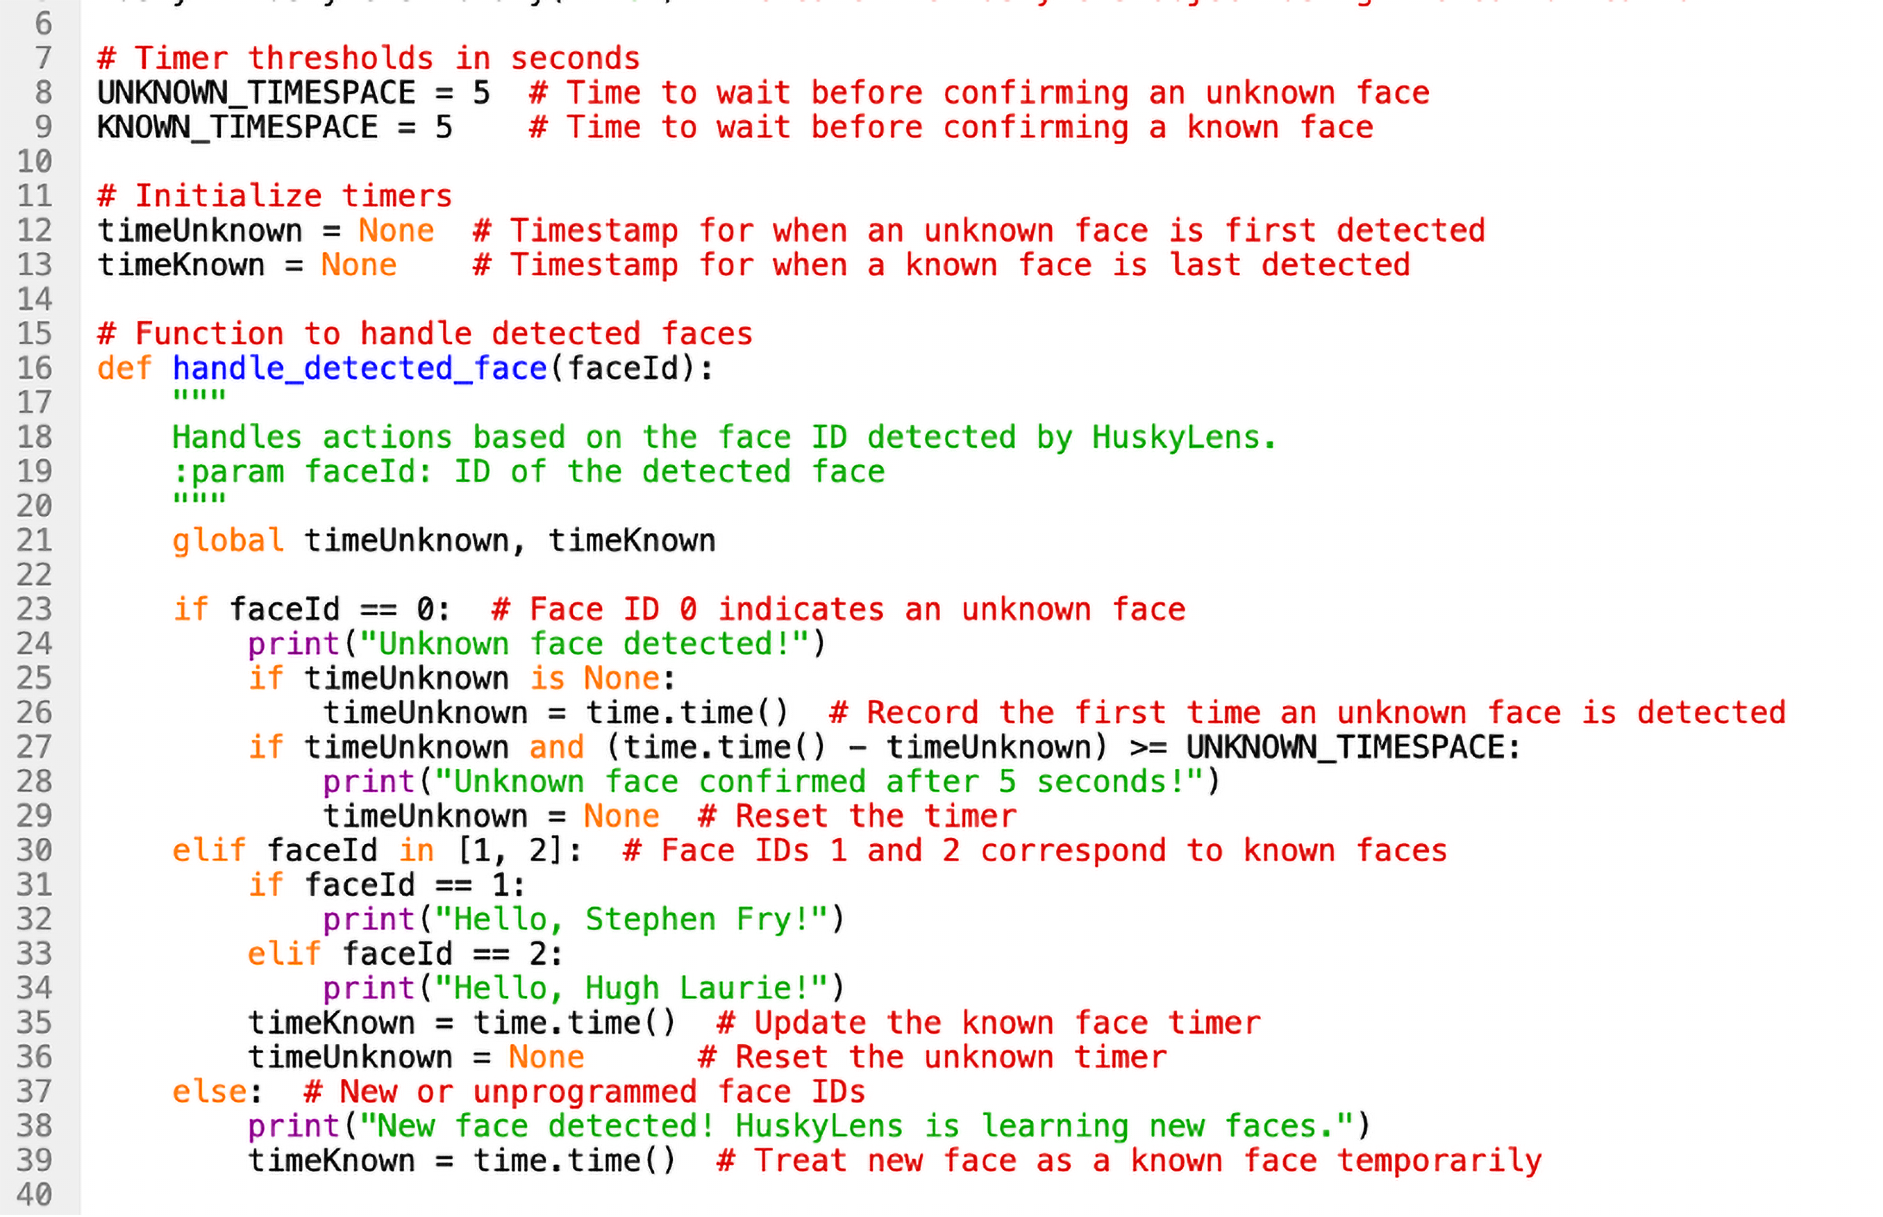 6
7 # Timer thresholds in seconds
8 UNKNOWN_TIMESPACE = 5  # Time to wait before confirming an unknown face
9 KNOWN_TIMESPACE = 5    # Time to wait before confirming a known face
10
11 # Initialize timers
12 timeUnknown = None  # Timestamp for when an unknown face is first detected
13 timeKnown = None    # Timestamp for when a known face is last detected
14
15 # Function to handle detected faces
16 def handle_detected_face(faceId):
17     """
18     Handles actions based on the face ID detected by HuskyLens.
19     :param faceId: ID of the detected face
20     """
21     global timeUnknown, timeKnown
22
23     if faceId == 0:  # Face ID 0 indicates an unknown face
24         print("Unknown face detected!")
25         if timeUnknown is None:
26             timeUnknown = time.time()  # Record the first time an unknown face is detected
27         if timeUnknown and (time.time() - timeUnknown) >= UNKNOWN_TIMESPACE:
28             print("Unknown face confirmed after 5 seconds!")
29             timeUnknown = None  # Reset the timer
30     elif faceId in [1, 2]:  # Face IDs 1 and 2 correspond to known faces
31         if faceId == 1:
32             print("Hello, Stephen Fry!")
33         elif faceId == 2:
34             print("Hello, Hugh Laurie!")
35         timeKnown = time.time()  # Update the known face timer
36         timeUnknown = None      # Reset the unknown timer
37     else:  # New or unprogrammed face IDs
38         print("New face detected! HuskyLens is learning new faces.")
39         timeKnown = time.time()  # Treat new face as a known face temporarily
40